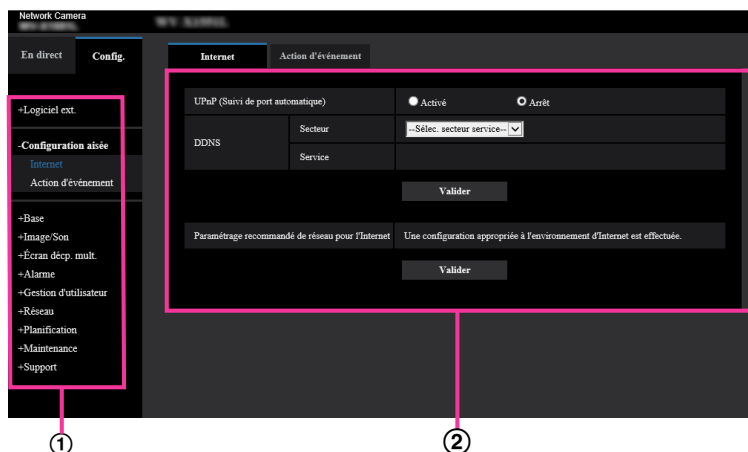 Network Camera
En direct
Config.
Internet
Action d'événement
+Logiciel ext.
-Configuration aisée
Internet
Action d'événement
+Base
+Image/Son
+Écran décp. mult.
+Alarme
+Gestion d'utilisateur
+Réseau
+Planification
+Maintenance
+Support
UPnP (Suivi de port automatique)
Activé
Arrêt
DDNS
Secteur
--Sélec. secteur service--
Service
Valider
Paramétrage recommandé de réseau pour l'Internet
Une configuration appropriée à l'environnement d'Internet est effectuée.
Valider
①
②